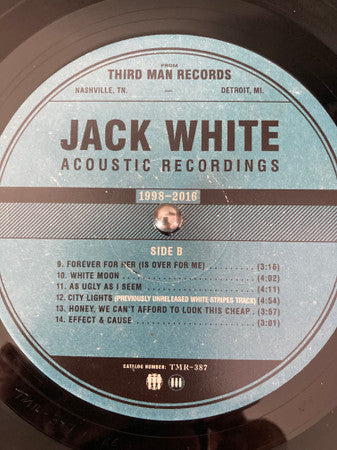 FROM
THIRD MAN RECORDS
NASHVILLE, TN. — DETROIT, MI.
JACK WHITE
ACOUSTIC RECORDINGS
1998-2016
SIDE B
9. FOREVER FOR HER (IS OVER FOR ME) . . . . . . . . . (3:16)
10. WHITE MOON . . . . . . . . . . . . . . . . . . . . . . . (4:02)
11. AS UGLY AS I SEEM . . . . . . . . . . . . . . . . . . (4:11)
12. CITY LIGHTS (PREVIOUSLY UNRELEASED WHITE STRIPES TRACK) (4:54)
13. HONEY, WE CAN'T AFFORD TO LOOK THIS CHEAP . . (3:57)
14. EFFECT & CAUSE . . . . . . . . . . . . . . . . . . . . (3:01)
CATALOG NUMBER: TMR-387